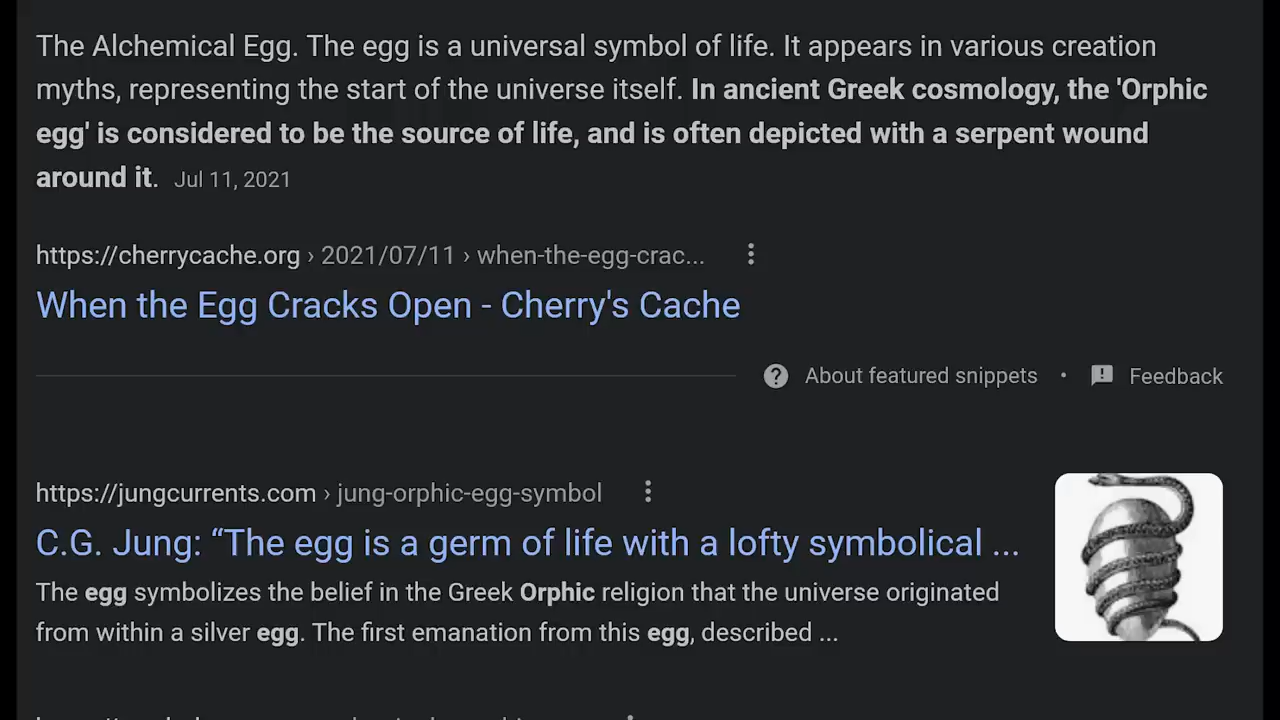 The Alchemical Egg. The egg is a universal symbol of life. It appears in various creation
myths, representing the start of the universe itself. In ancient Greek cosmology, the 'Orphic
egg' is considered to be the source of life, and is often depicted with a serpent wound
around it. Jul 11, 2021
https://cherrycache.org › 2021/07/11 › when-the-egg-crac...
When the Egg Cracks Open - Cherry's Cache
About featured snippets • Feedback
https://jungcurrents.com › jung-orphic-egg-symbol
C.G. Jung: “The egg is a germ of life with a lofty symbolical ...
The egg symbolizes the belief in the Greek Orphic religion that the universe originated
from within a silver egg. The first emanation from this egg, described ...